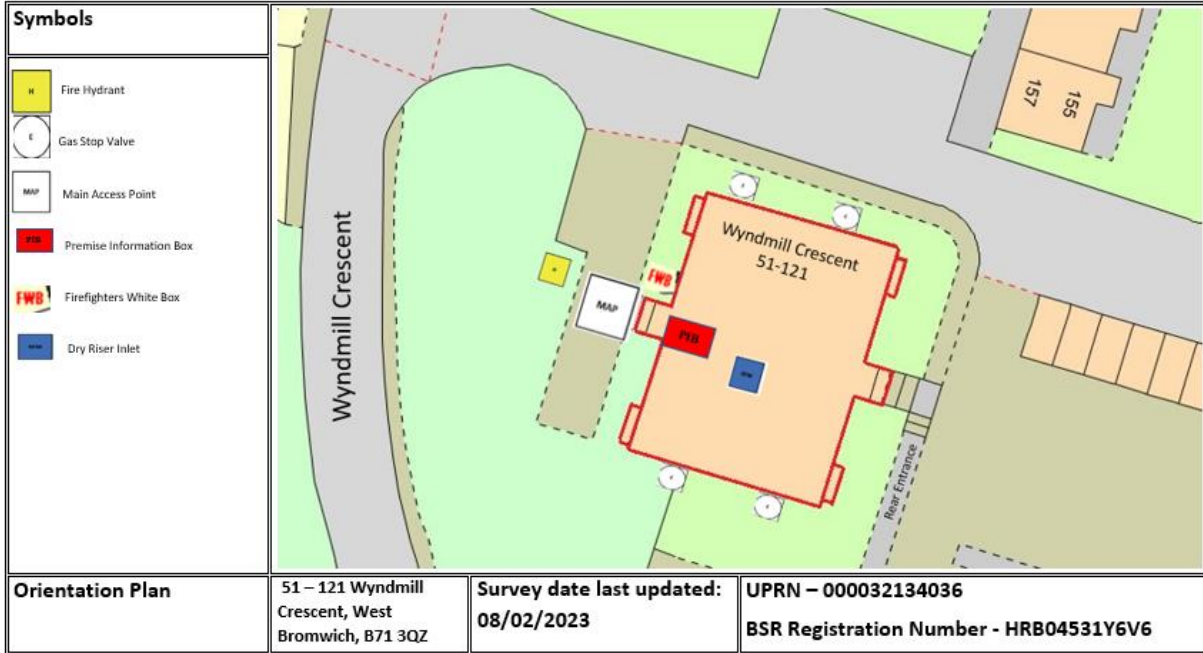 Symbols
H
Fire Hydrant
Gas Stop Valve
MAP
Main Access Point
PIB
Premise Information Box
FWB
Firefighters White Box
Dry Riser Inlet
157
155
Wyndmill Crescent
Wyndmill Crescent
51-121
FWB
MAP
PIB
Rear Entrance
Orientation Plan
51 – 121 Wyndmill
Crescent, West
Bromwich, B71 3QZ
Survey date last updated:
08/02/2023
UPRN – 000032134036
BSR Registration Number - HRB04531Y6V6